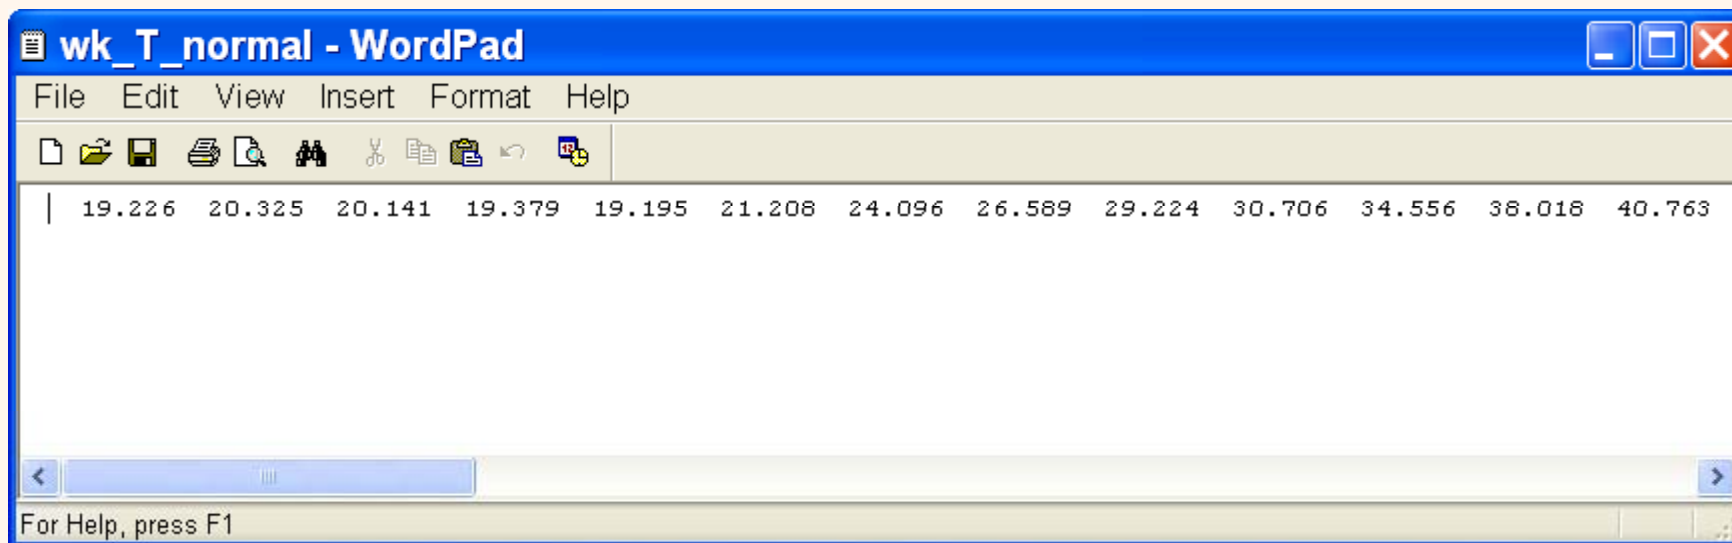 wk_T_normal - WordPad
File Edit View Insert Format Help
19.226 20.325 20.141 19.379 19.195 21.208 24.096 26.589 29.224 30.706 34.556 38.018 40.763
For Help, press F1